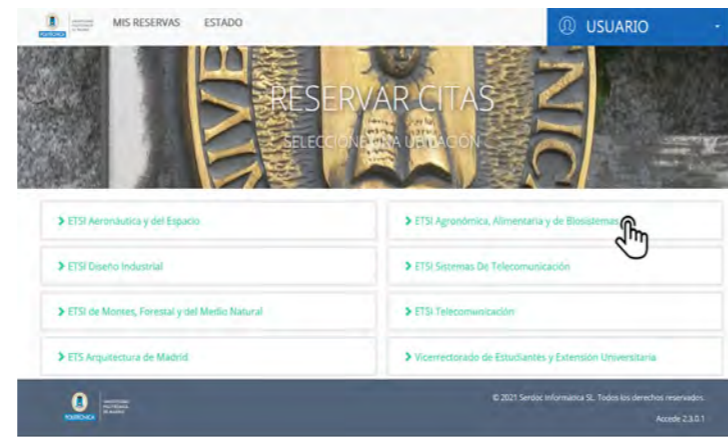 MIS RESERVAS ESTADO USUARIO
RESERVAR CITAS
SELECCIONE UNA UBICACIÓN
ETSI Aeronáutica y del Espacio
ETSI Agronómica, Alimentaria y de Biosistemas
ETSI Diseño Industrial
ETSI Sistemas De Telecomunicación
ETSI de Montes, Forestal y del Medio Natural
ETSI Telecomunicación
ETS Arquitectura de Madrid
Vicerrectorado de Estudiantes y Extensión Universitaria
POLITÉCNICA
© 2021 Serdoc Informática SL. Todos los derechos reservados.
Accede 2.3.0.1